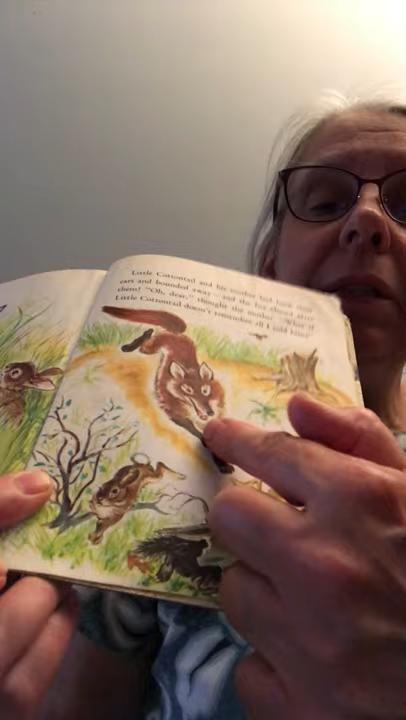 Little Cottontail and his mother laid back their
ears and bounded away—and the fox chased after
them! "Oh, dear," thought the mother. "What if
Little Cottontail doesn't remember all I told him?"